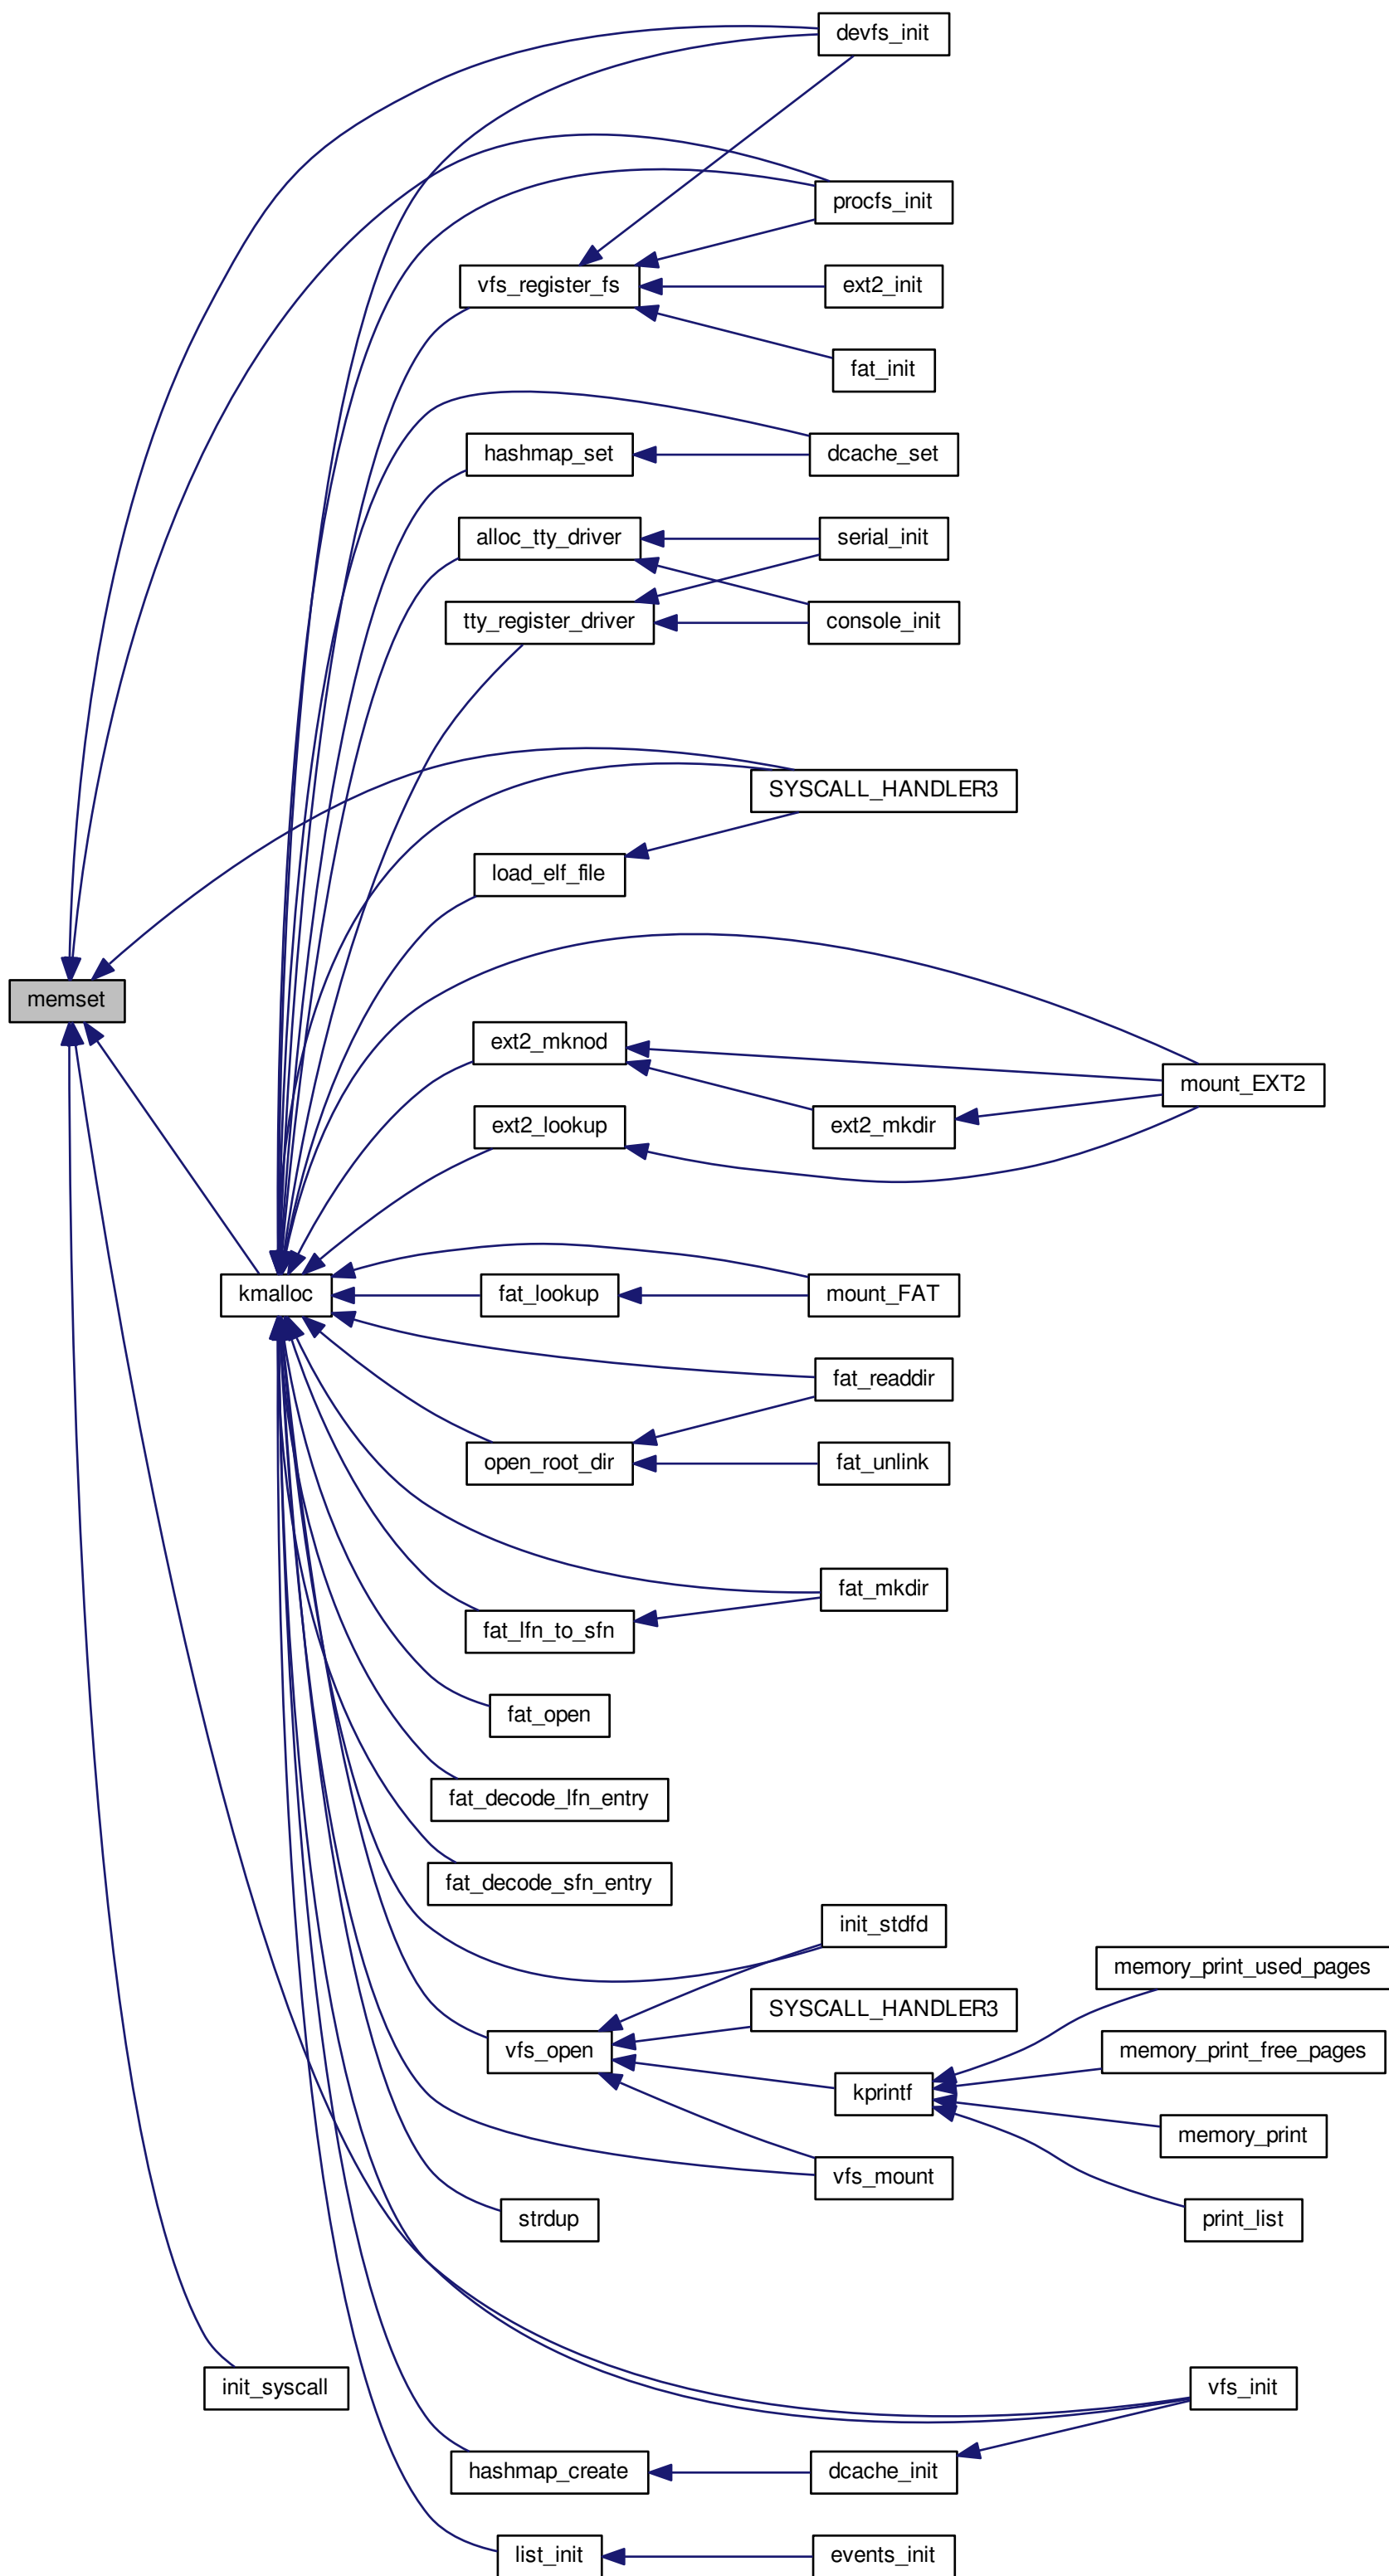 devfs_init
procfs_init
vfs_register_fs
ext2_init
fat_init
hashmap_set
dcache_set
alloc_tty_driver
serial_init
tty_register_driver
console_init
SYSCALL_HANDLER3
load_elf_file
memset
ext2_mknod
mount_EXT2
ext2_lookup
ext2_mkdir
kmalloc
fat_lookup
mount_FAT
fat_readdir
open_root_dir
fat_unlink
fat_mkdir
fat_lfn_to_sfn
fat_open
fat_decode_lfn_entry
fat_decode_sfn_entry
init_stdfd
memory_print_used_pages
SYSCALL_HANDLER3
vfs_open
memory_print_free_pages
kprintf
memory_print
vfs_mount
strdup
print_list
init_syscall
vfs_init
hashmap_create
dcache_init
list_init
events_init